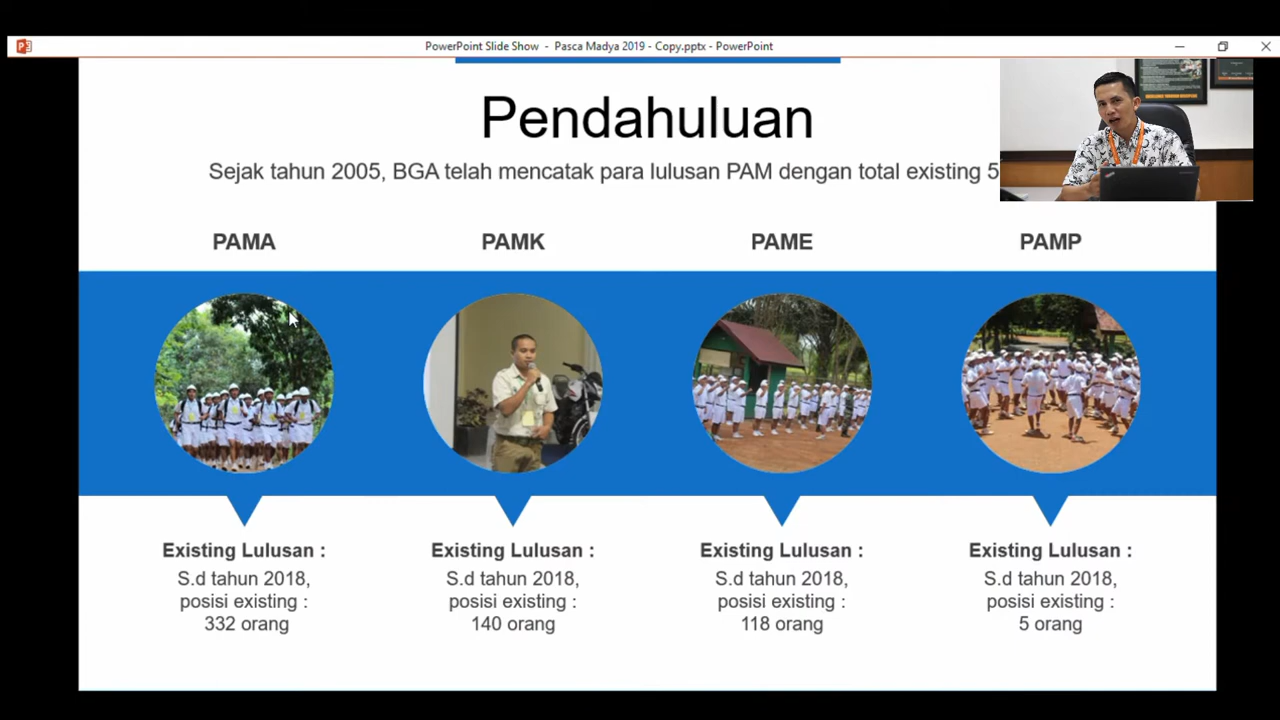 PowerPoint Slide Show - Pasca Madya 2019 - Copy.pptx - PowerPoint
Pendahuluan
Sejak tahun 2005, BGA telah mencatak para lulusan PAM dengan total existing 5
PAMA
PAMK
PAME
PAMP
Existing Lulusan :
S.d tahun 2018,
posisi existing :
332 orang
Existing Lulusan :
S.d tahun 2018,
posisi existing :
140 orang
Existing Lulusan :
S.d tahun 2018,
posisi existing :
118 orang
Existing Lulusan :
S.d tahun 2018,
posisi existing :
5 orang